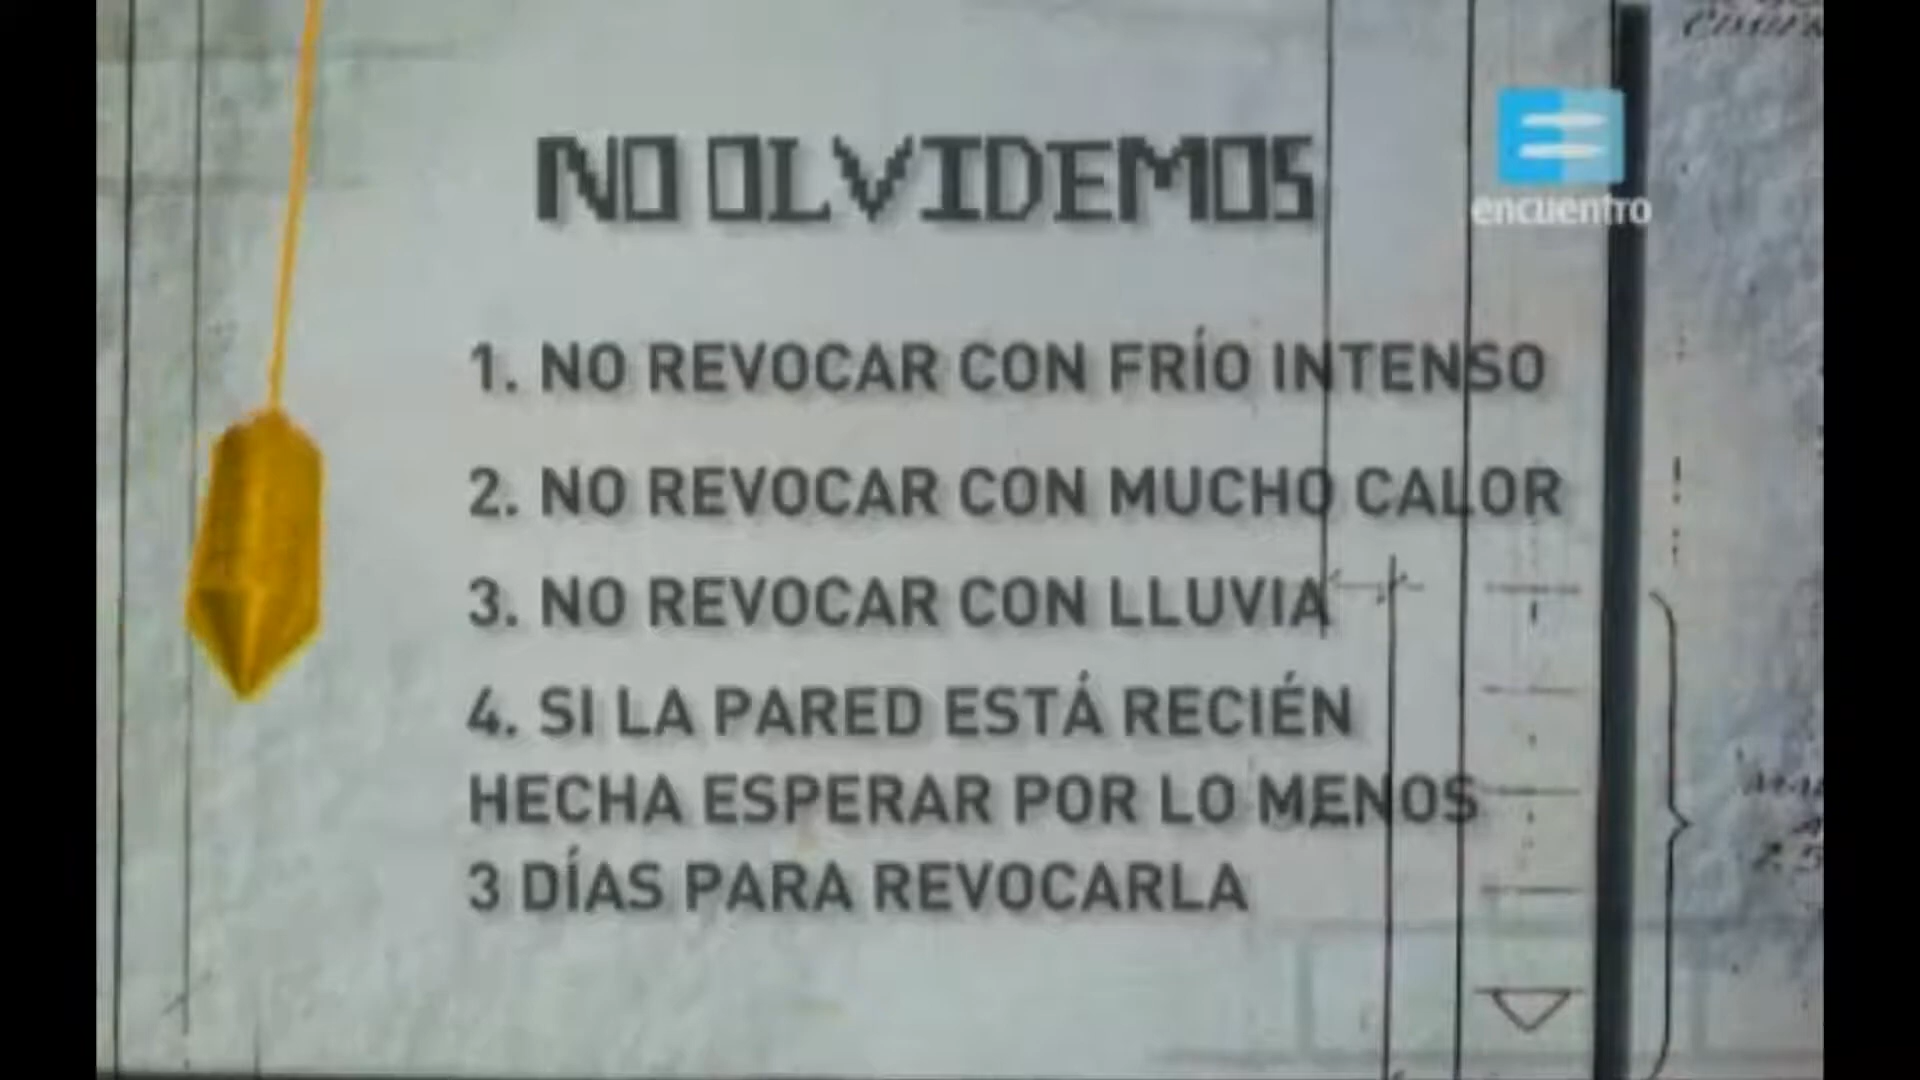 NO OLVIDEMOS
encuentro
1. NO REVOCAR CON FRÍO INTENSO
2. NO REVOCAR CON MUCHO CALOR
3. NO REVOCAR CON LLUVIA
4. SI LA PARED ESTÁ RECIÉN
HECHA ESPERAR POR LO MENOS
3 DÍAS PARA REVOCARLA